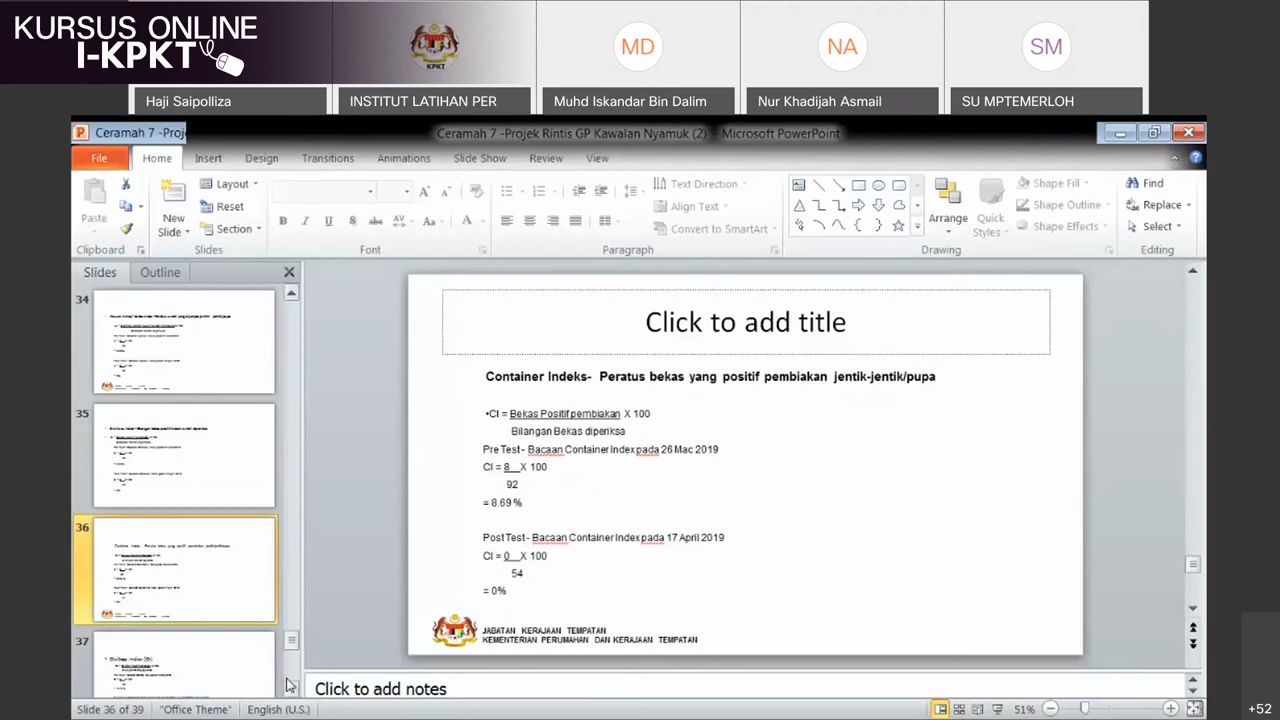 KURSUS ONLINE
I-KPKT
KPKT
MD
NA
SM
Haji Saipolliza
INSTITUT LATIHAN PER
Muhd Iskandar Bin Dalim
Nur Khadijah Asmail
SU MPTEMERLOH
Ceramah 7 -Proj
Ceramah 7 -Projek Rintis GP Kawalan Nyamuk (2) - Microsoft PowerPoint
File Home Insert Design Transitions Animations Slide Show Review View
Paste
Clipboard
New Slide
Layout
Reset
Section
Slides
B I U S abc AV Aa A
Font
Text Direction
Align Text
Convert to SmartArt
Paragraph
Arrange
Quick Styles
Shape Fill
Shape Outline
Shape Effects
Drawing
Find
Replace
Select
Editing
Slides Outline
34
35
36
37
Click to add title
Container Indeks- Peratus bekas yang positif pembiakan jentik-jentik/pupa
•CI = Bekas Positif pembiakan X 100
Bilangan Bekas diperiksa
Pre Test - Bacaan Container Index pada 26 Mac 2019
CI = 8 X 100
92
= 8.69 %
Post Test - Bacaan Container Index pada 17 April 2019
CI = 0 X 100
54
= 0%
JABATAN KERAJAAN TEMPATAN
KEMENTERIAN PERUMAHAN DAN KERAJAAN TEMPATAN
Click to add notes
Slide 36 of 39 "Office Theme" English (U.S.) 51%
+52